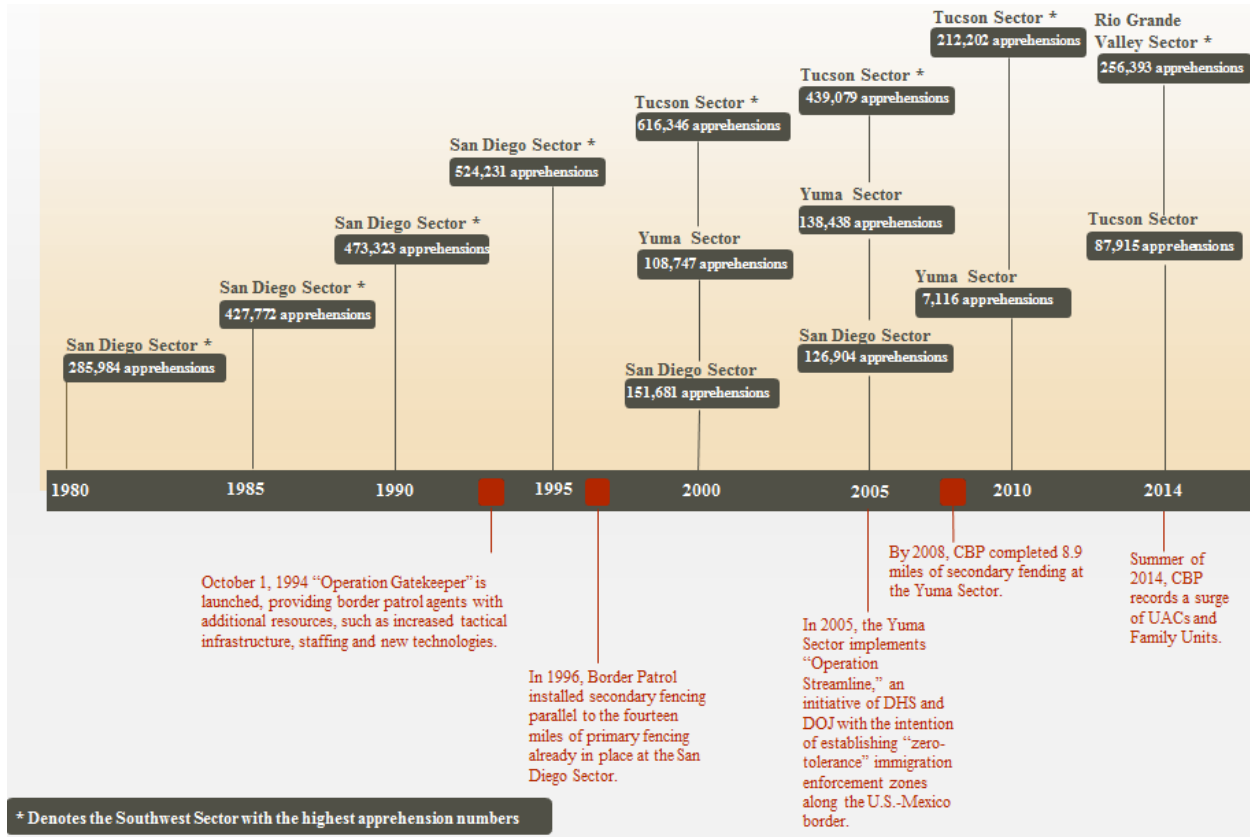 San Diego Sector *
285,984 apprehensions
San Diego Sector *
427,772 apprehensions
San Diego Sector *
473,323 apprehensions
San Diego Sector *
524,231 apprehensions
Tucson Sector *
616,346 apprehensions
Yuma Sector
108,747 apprehensions
San Diego Sector
151,681 apprehensions
Tucson Sector *
439,079 apprehensions
Yuma Sector
138,438 apprehensions
San Diego Sector
126,904 apprehensions
Tucson Sector *
212,202 apprehensions
Yuma Sector
7,116 apprehensions
Rio Grande
Valley Sector *
256,393 apprehensions
Tucson Sector
87,915 apprehensions
1980 1985 1990 1995 2000 2005 2010 2014
October 1, 1994 “Operation Gatekeeper” is
launched, providing border patrol agents with
additional resources, such as increased tactical
infrastructure, staffing and new technologies.
In 1996, Border Patrol
installed secondary fencing
parallel to the fourteen
miles of primary fencing
already in place at the San
Diego Sector.
In 2005, the Yuma
Sector implements
“Operation
Streamline,” an
initiative of DHS and
DOJ with the intention
of establishing “zero-
tolerance” immigration
enforcement zones
along the U.S.-Mexico
border.
By 2008, CBP completed 8.9
miles of secondary fending at
the Yuma Sector.
Summer of
2014, CBP
records a surge
of UACs and
Family Units.
* Denotes the Southwest Sector with the highest apprehension numbers